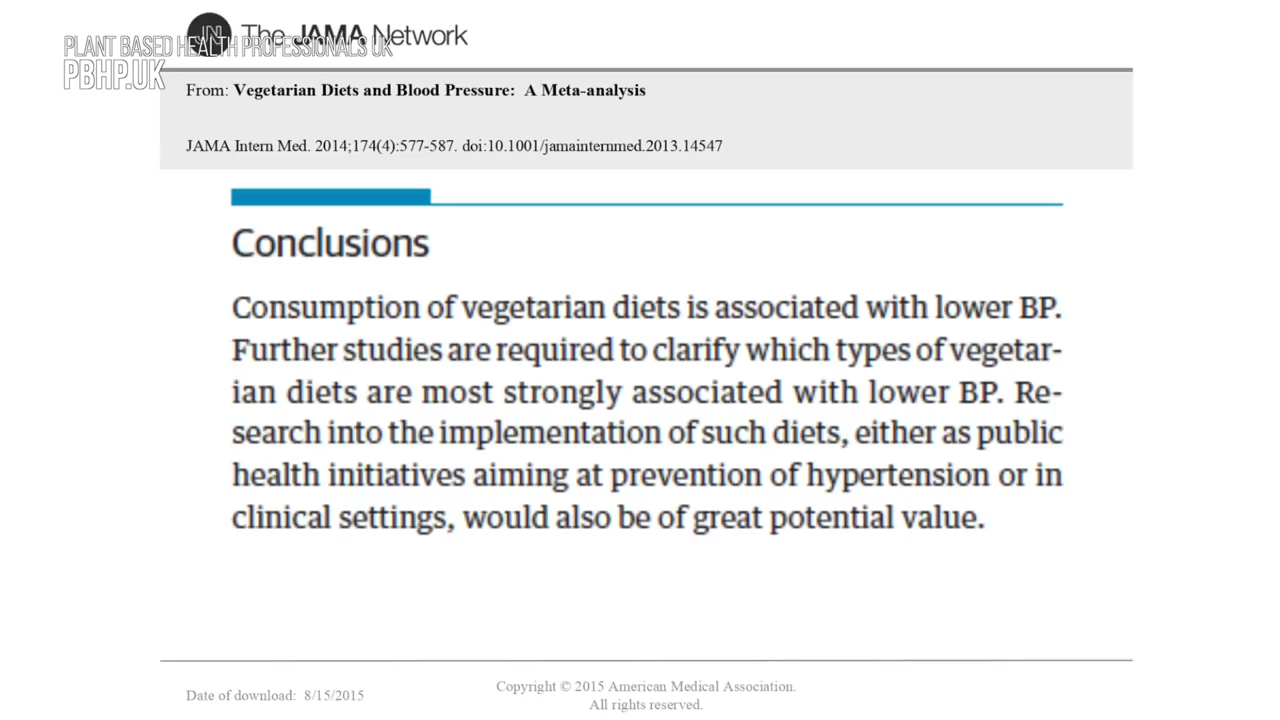 The JAMA Network
PLANT BASED HEALTH PROFESSIONALS UK
PBHP.UK
From: Vegetarian Diets and Blood Pressure: A Meta-analysis
JAMA Intern Med. 2014;174(4):577-587. doi:10.1001/jamainternmed.2013.14547
Conclusions
Consumption of vegetarian diets is associated with lower BP.
Further studies are required to clarify which types of vegetar-
ian diets are most strongly associated with lower BP. Re-
search into the implementation of such diets, either as public
health initiatives aiming at prevention of hypertension or in
clinical settings, would also be of great potential value.
Date of download: 8/15/2015
Copyright © 2015 American Medical Association.
All rights reserved.